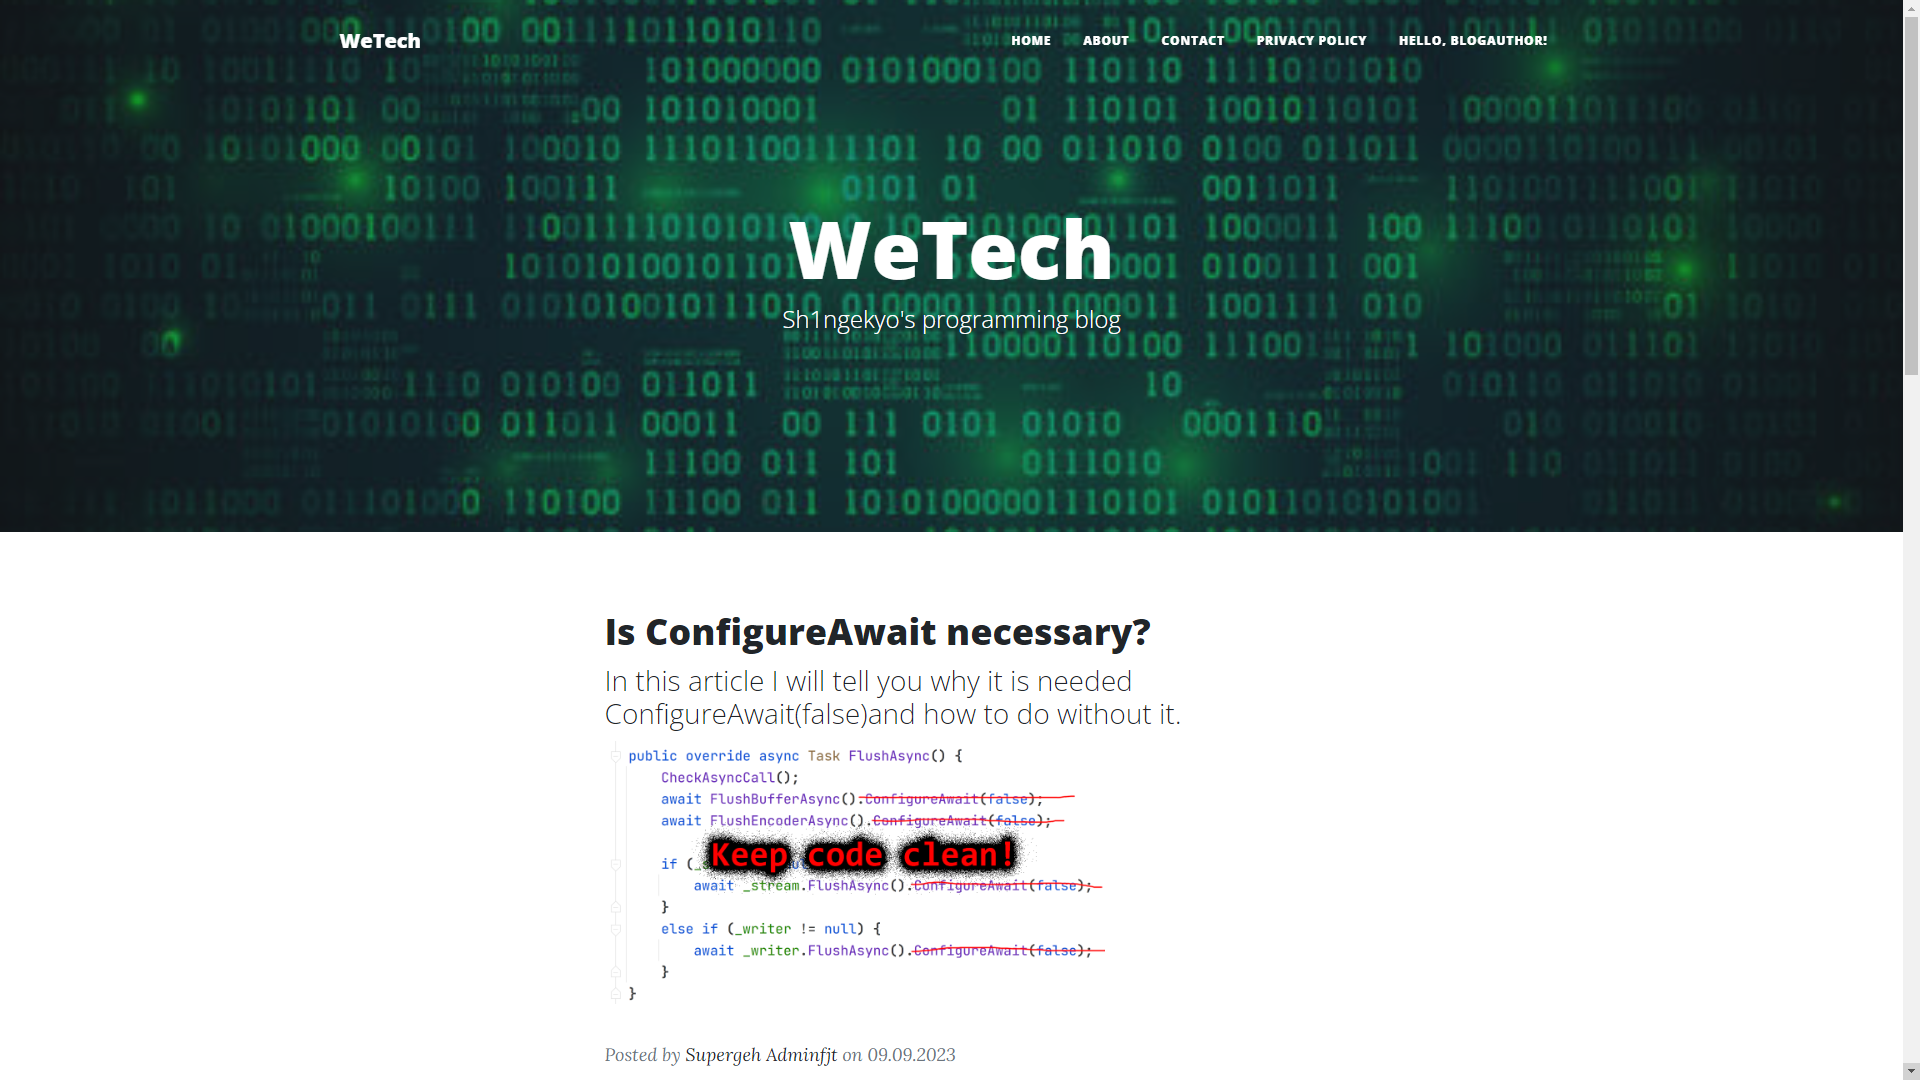 WeTech
HOME ABOUT CONTACT PRIVACY POLICY HELLO, BLOGAUTHOR!
WeTech
Sh1ngekyo's programming blog
Is ConfigureAwait necessary?
In this article I will tell you why it is needed
ConfigureAwait(false)and how to do without it.
public override async Task FlushAsync() {
CheckAsyncCall();
await FlushBufferAsync().ConfigureAwait(false);
await FlushEncoderAsync().ConfigureAwait(false);
Keep code clean!
if (
await _stream.FlushAsync().ConfigureAwait(false);
}
else if (_writer != null) {
await _writer.FlushAsync().ConfigureAwait(false);
}
}
Posted by Supergeh Adminfjt on 09.09.2023